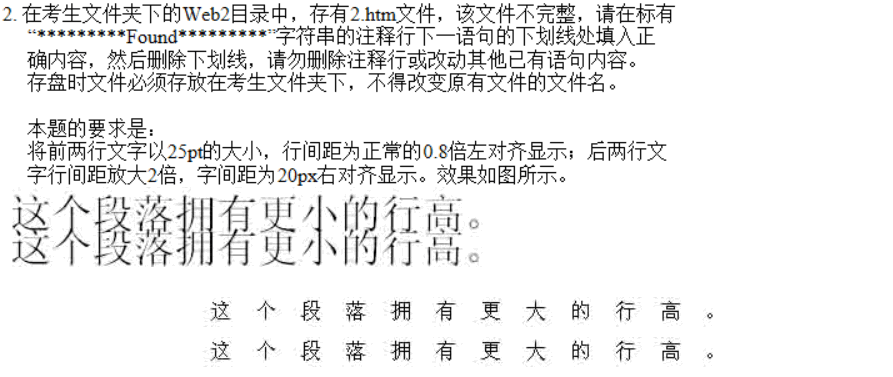 2. 在考生文件夹下的Web2目录中，存有2.htm文件，该文件不完整，请在标有
“*********Found*********”字符串的注释行下一语句的下划线处填入正
确内容，然后删除下划线，请勿删除注释行或改动其他已有语句内容。
存盘时文件必须存放在考生文件夹下，不得改变原有文件的文件名。
本题的要求是：
将前两行文字以25pt的大小，行间距为正常的0.8倍左对齐显示；后两行文
字行间距放大2倍，字间距为20px右对齐显示。效果如图所示。
这个段落拥有更小的行高。
这个段落拥有更小的行高。
这个段落拥有更大的行高。
这个段落拥有更大的行高。